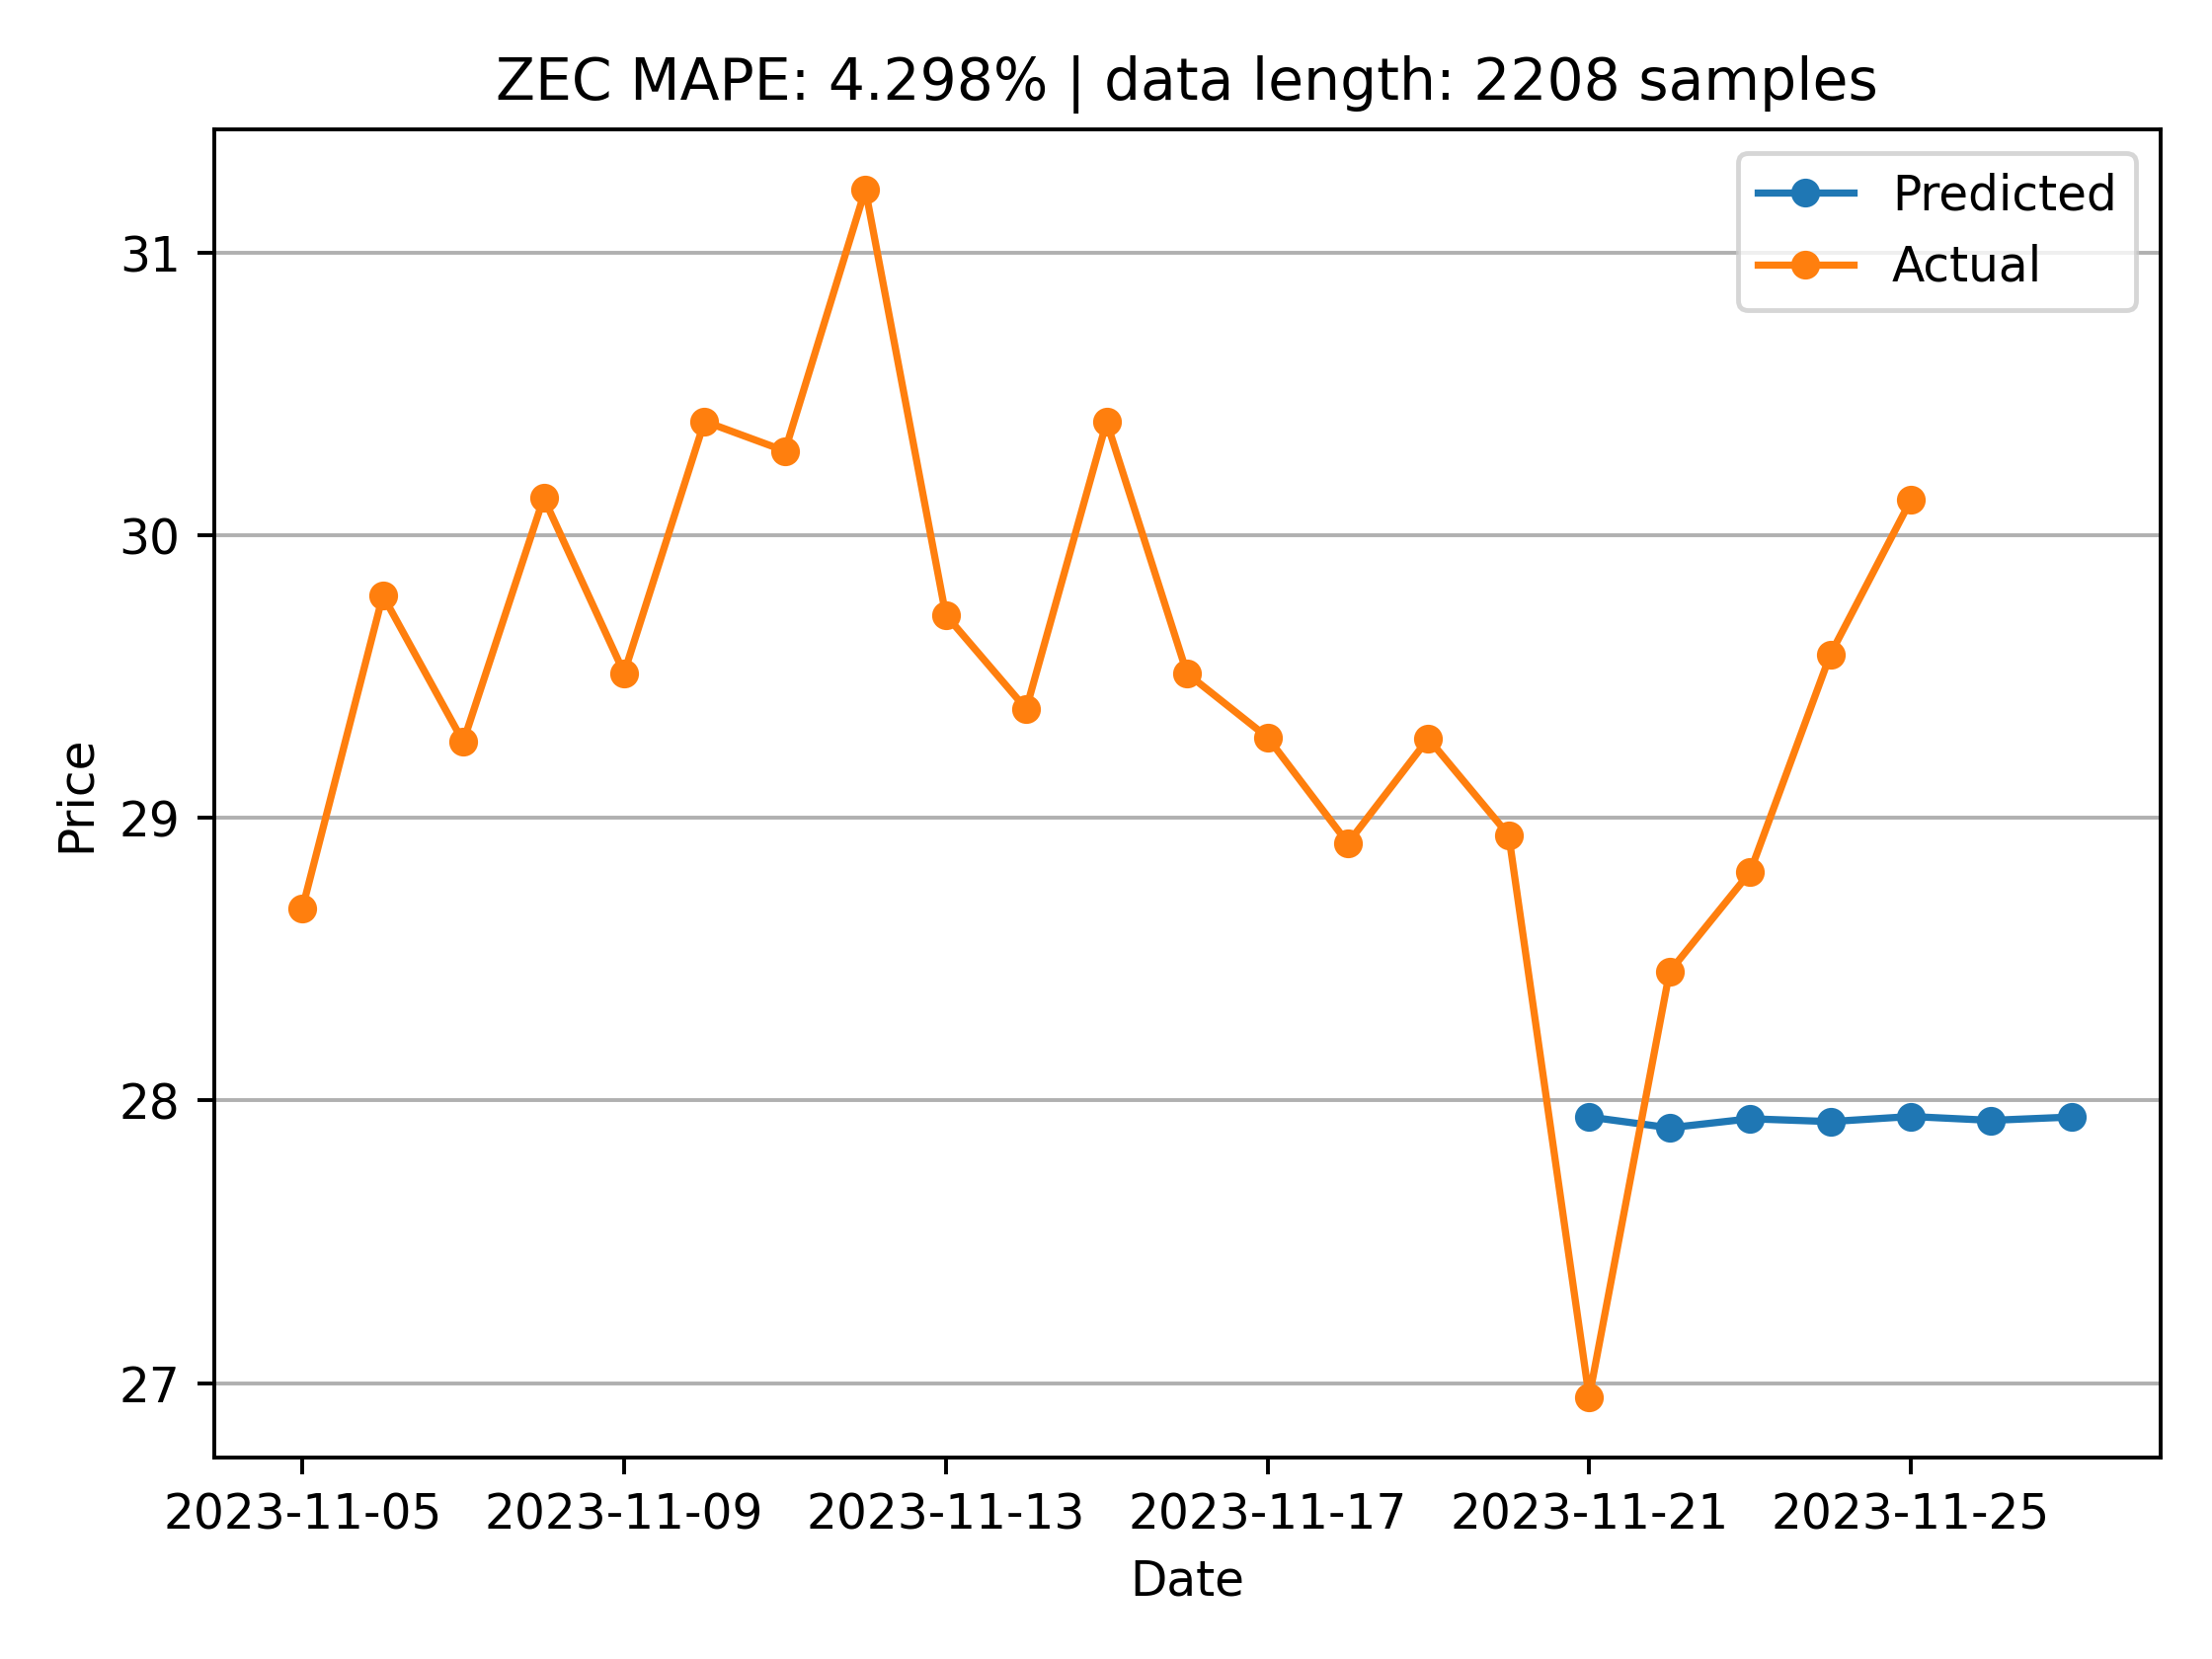 ZEC MAPE: 4.298% | data length: 2208 samples
Predicted
Actual
31
30
29
28
27
Price
2023-11-05 2023-11-09 2023-11-13 2023-11-17 2023-11-21 2023-11-25
Date